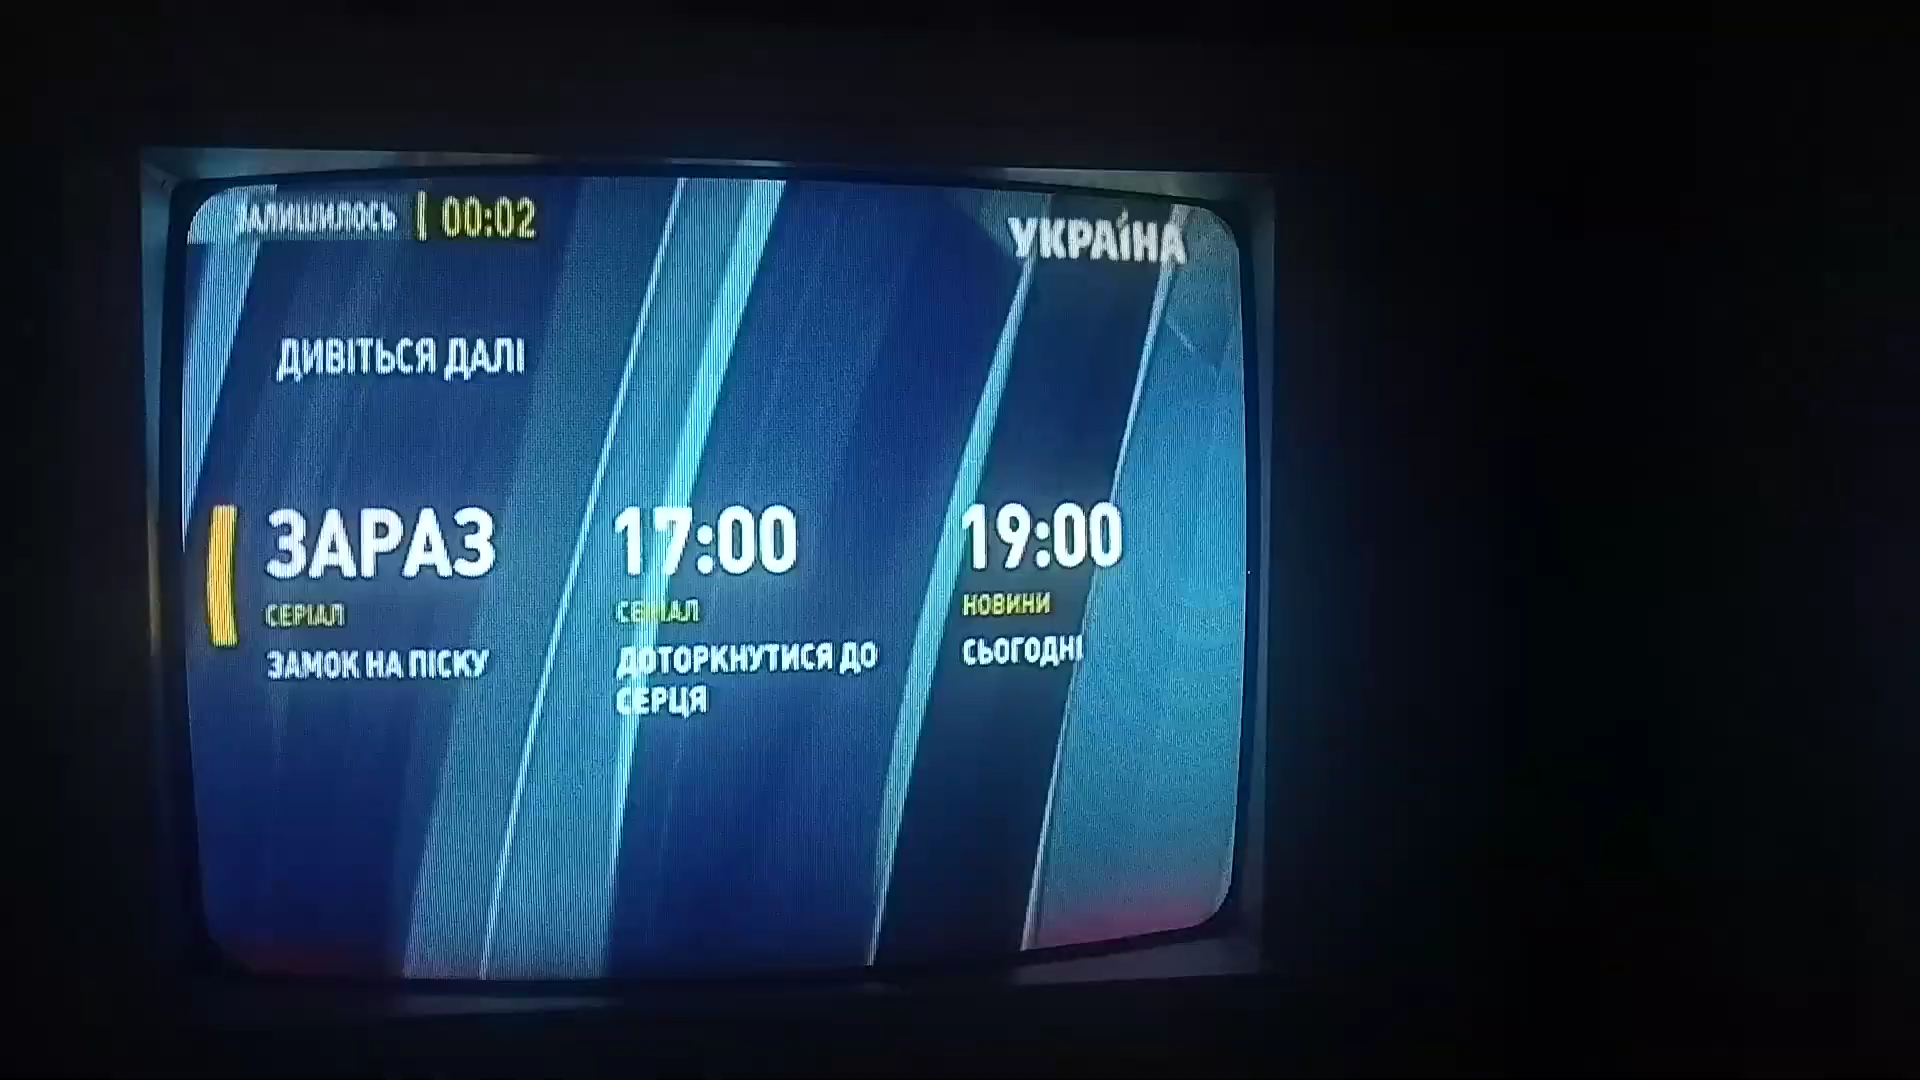 ЗАЛИШИЛОСЬ | 00:02
УКРАЇНА
ДИВІТЬСЯ ДАЛІ
ЗАРАЗ
СЕРІАЛ
ЗАМОК НА ПІСКУ
17:00
СЕРІАЛ
ДОТОРКНУТИСЯ ДО
СЕРЦЯ
19:00
НОВИНИ
СЬОГОДНІ